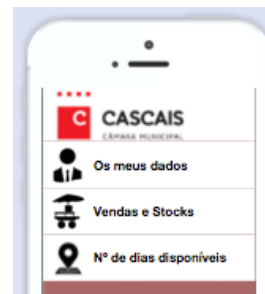 C CASCAIS
CÂMARA MUNICIPAL
Os meus dados
Vendas e Stocks
Nº de dias disponíveis